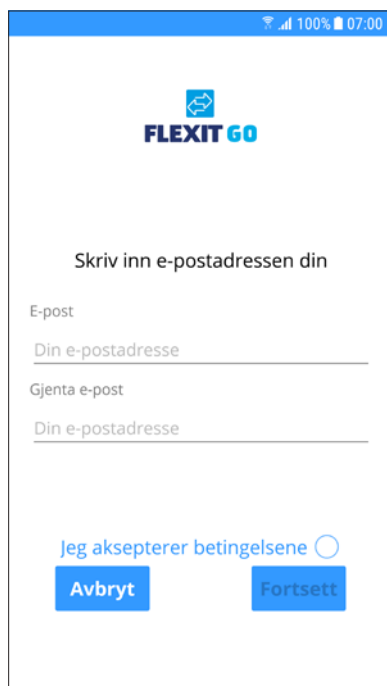 100% 07:00
FLEXIT GO
Skriv inn e-postadressen din
E-post
Din e-postadresse
Gjenta e-post
Din e-postadresse
Jeg aksepterer betingelsene
Avbryt Fortsett